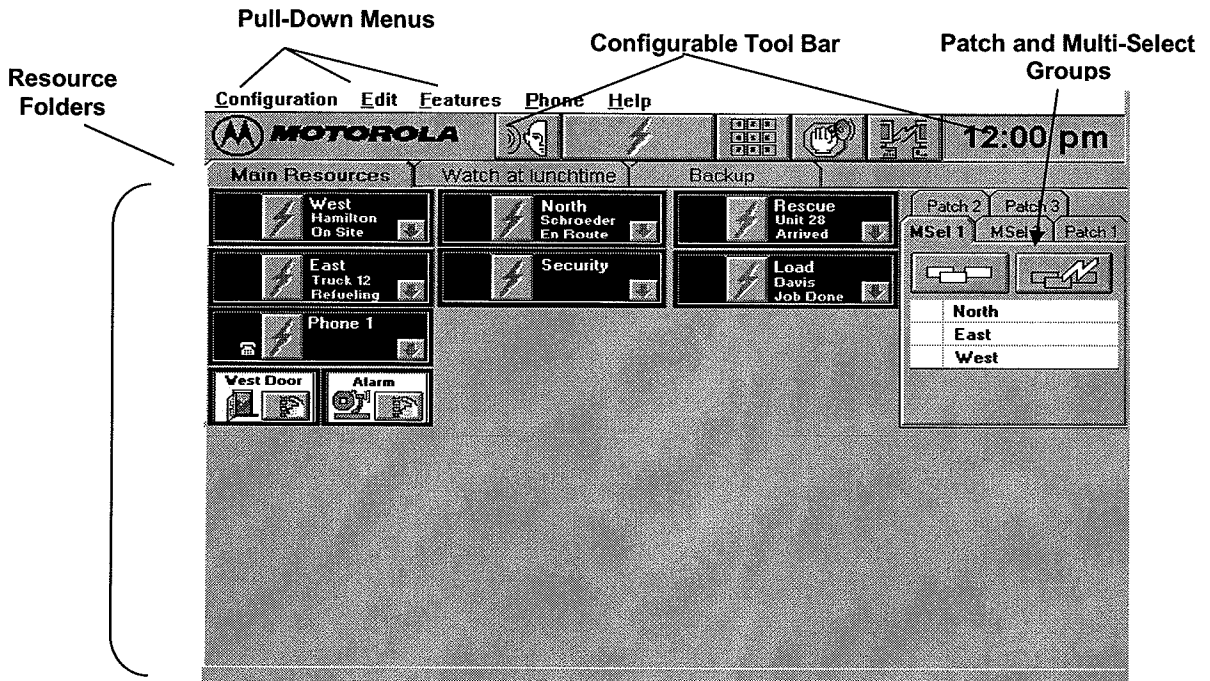 Pull-Down Menus
Configurable Tool Bar
Patch and Multi-Select
Groups
Resource
Folders
Configuration Edit Features Phone Help
MOTOROLA
12:00 pm
Main Resources Watch at lunchtime Backup
West
Hamilton
On Site
North
Schroeder
En Route
Rescue
Unit 28
Arrived
Patch 2 Patch 3
MSel 1 MSel Patch 1
East
Truck 12
Refueling
Security
Load
Davis
Job Done
North
East
West
Phone 1
West Door
Alarm